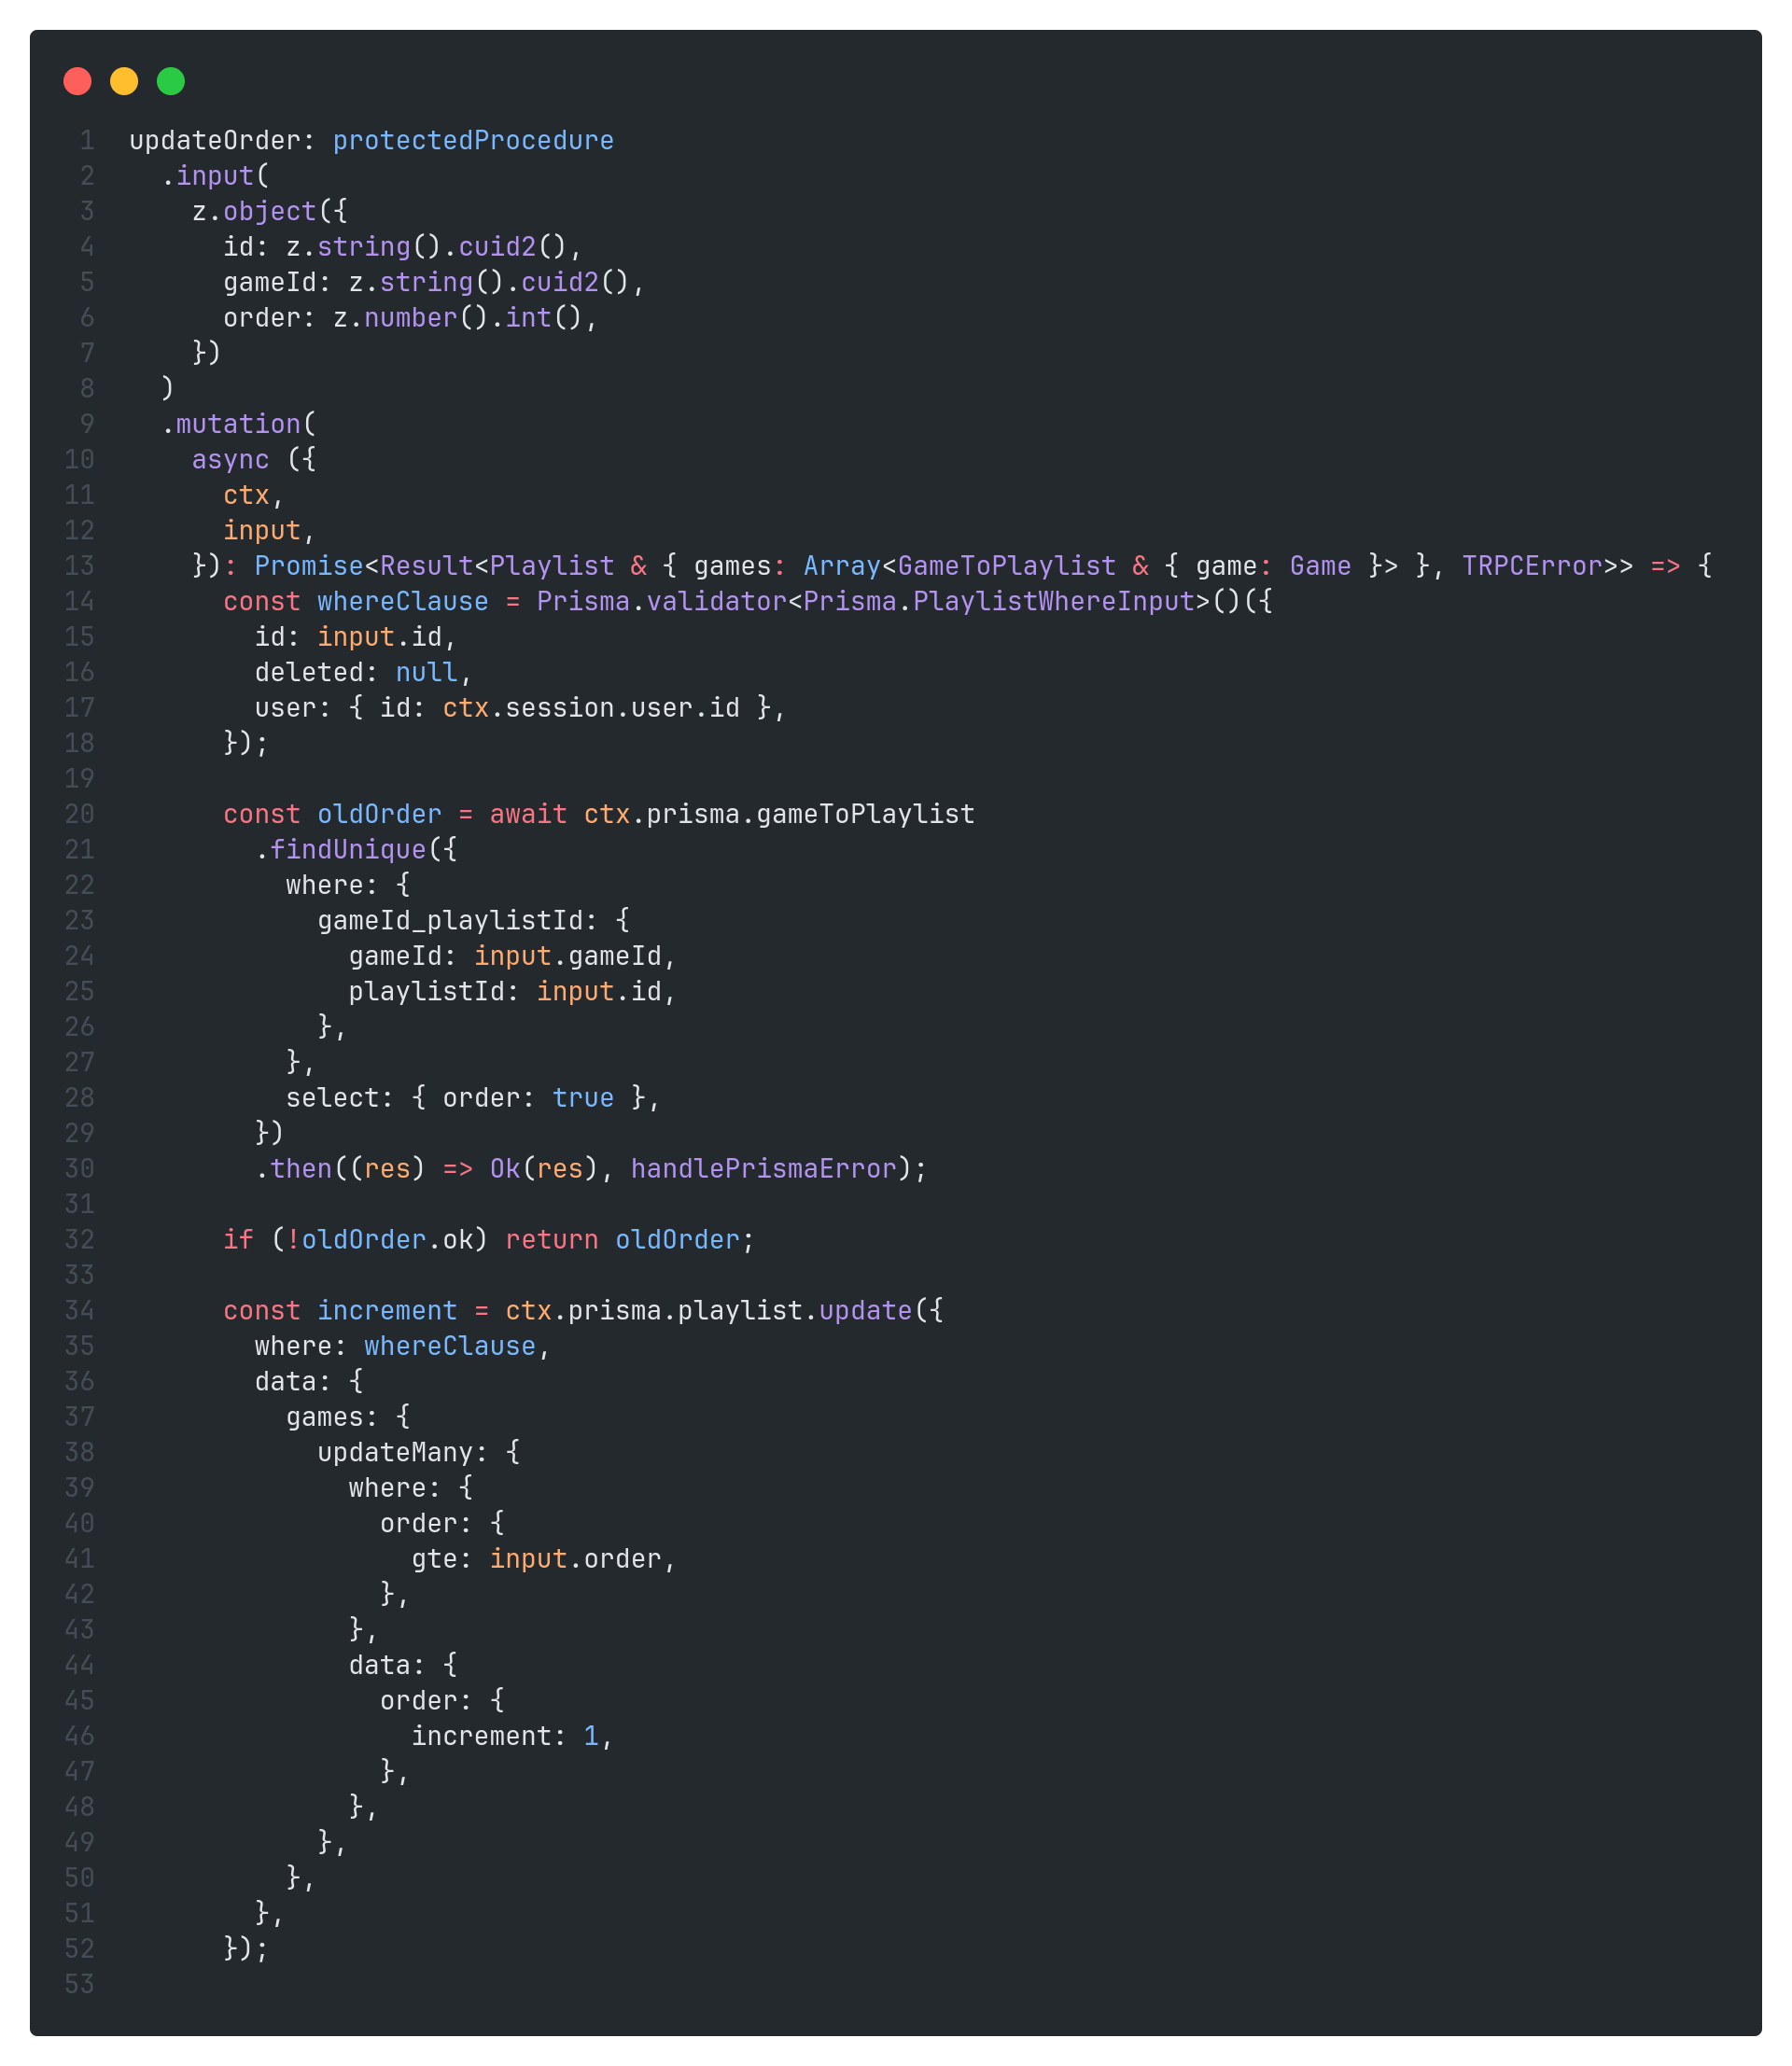 1 updateOrder: protectedProcedure
2   .input(
3     z.object({
4       id: z.string().cuid2(),
5       gameId: z.string().cuid2(),
6       order: z.number().int(),
7     })
8   )
9   .mutation(
10     async ({
11       ctx,
12       input,
13     }): Promise<Result<Playlist & { games: Array<GameToPlaylist & { game: Game }> }, TRPCError>> => {
14       const whereClause = Prisma.validator<Prisma.PlaylistWhereInput>()({
15         id: input.id,
16         deleted: null,
17         user: { id: ctx.session.user.id },
18       });
19
20       const oldOrder = await ctx.prisma.gameToPlaylist
21         .findUnique({
22           where: {
23             gameId_playlistId: {
24               gameId: input.gameId,
25               playlistId: input.id,
26             },
27           },
28           select: { order: true },
29         })
30         .then((res) => Ok(res), handlePrismaError);
31
32       if (!oldOrder.ok) return oldOrder;
33
34       const increment = ctx.prisma.playlist.update({
35         where: whereClause,
36         data: {
37           games: {
38             updateMany: {
39               where: {
40                 order: {
41                   gte: input.order,
42                 },
43               },
44               data: {
45                 order: {
46                   increment: 1,
47                 },
48               },
49             },
50           },
51         },
52       });
53